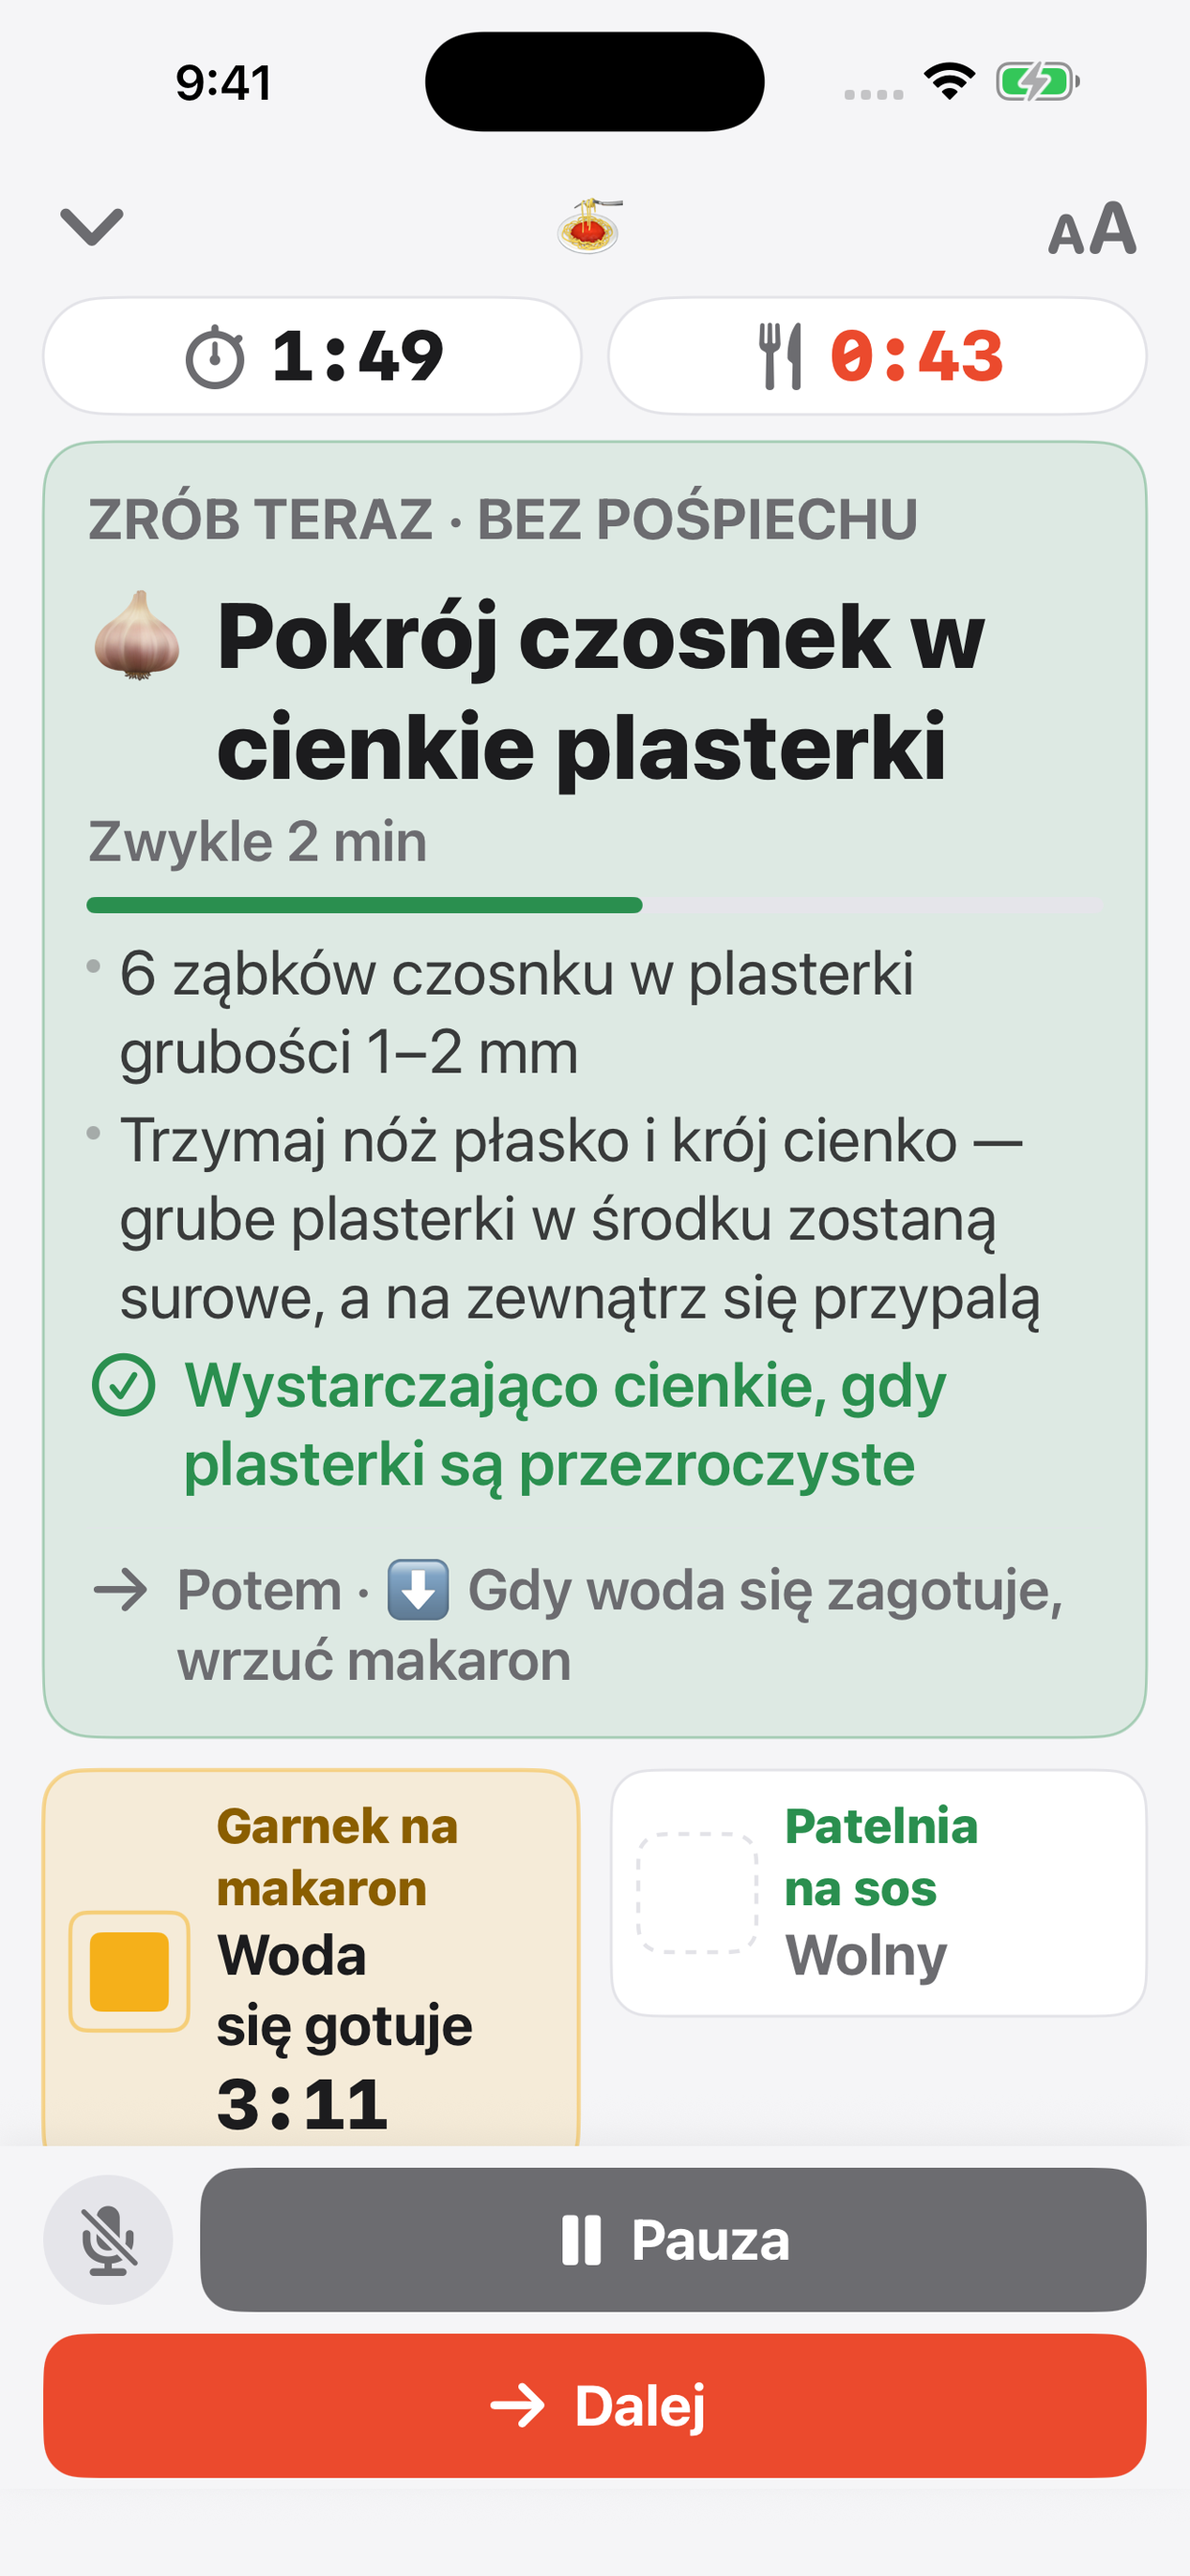 9:41
AA
1:49
0:43
ZRÓB TERAZ · BEZ POŚPIECHU
Pokrój czosnek w
cienkie plasterki
Zwykle 2 min
• 6 ząbków czosnku w plasterki
grubości 1–2 mm
• Trzymaj nóż płasko i krój cienko —
grube plasterki w środku zostaną
surowe, a na zewnątrz się przypalą
Wystarczająco cienkie, gdy
plasterki są przezroczyste
→ Potem · ⬇️ Gdy woda się zagotuje,
wrzuć makaron
Garnek na
makaron
Woda
się gotuje
3:11
Patelnia
na sos
Wolny
Pauza
→ Dalej